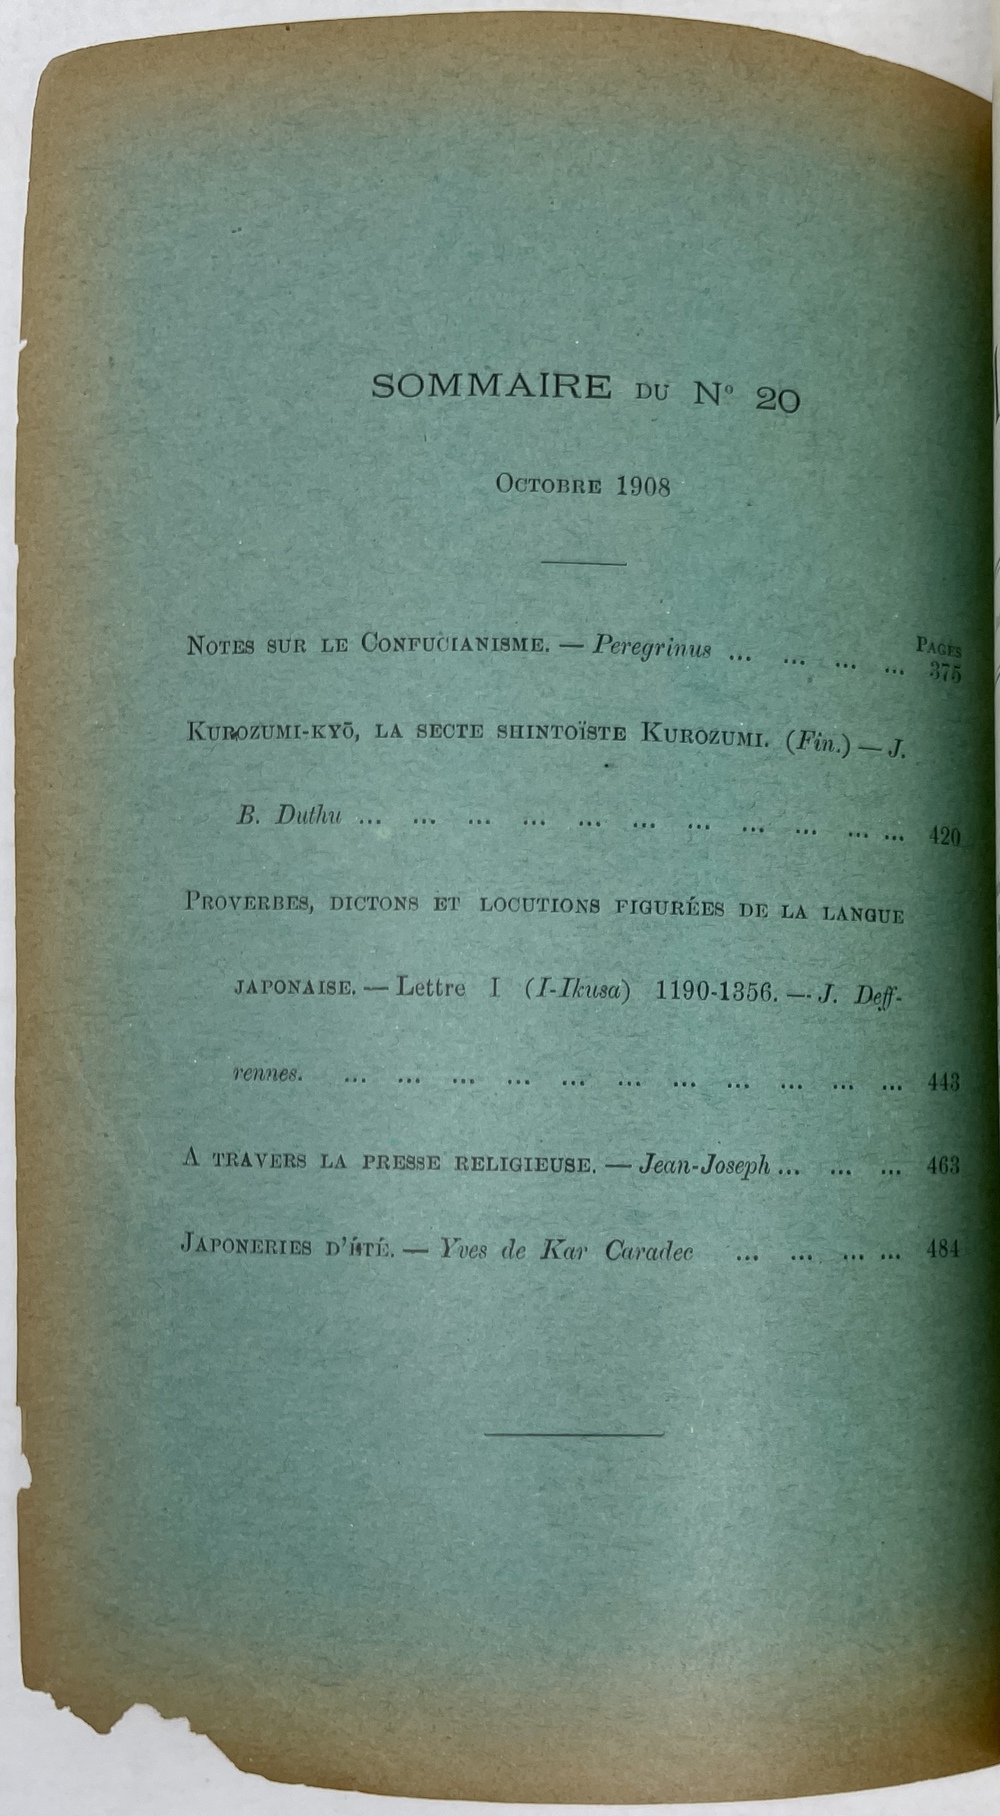 SOMMAIRE DU Nº 20
OCTOBRE 1908
PAGES
NOTES SUR LE CONFUCIANISME. — Peregrinus ... ... ... ... 375
KUROZUMI-KYŌ, LA SECTE SHINTOÏSTE KUROZUMI. (Fin.) — J.
B. Duthu ... ... ... ... ... ... ... ... ... ... ... 420
PROVERBES, DICTONS ET LOCUTIONS FIGURÉES DE LA LANGUE
JAPONAISE. — Lettre I (I-Ikusa) 1190-1356. — J. Deff-
rennes. ... ... ... ... ... ... ... ... ... ... ... 443
A TRAVERS LA PRESSE RELIGIEUSE. — Jean-Joseph ... ... ... 463
JAPONERIES D'ÉTÉ. — Yves de Kar Caradec ... ... ... ... 484